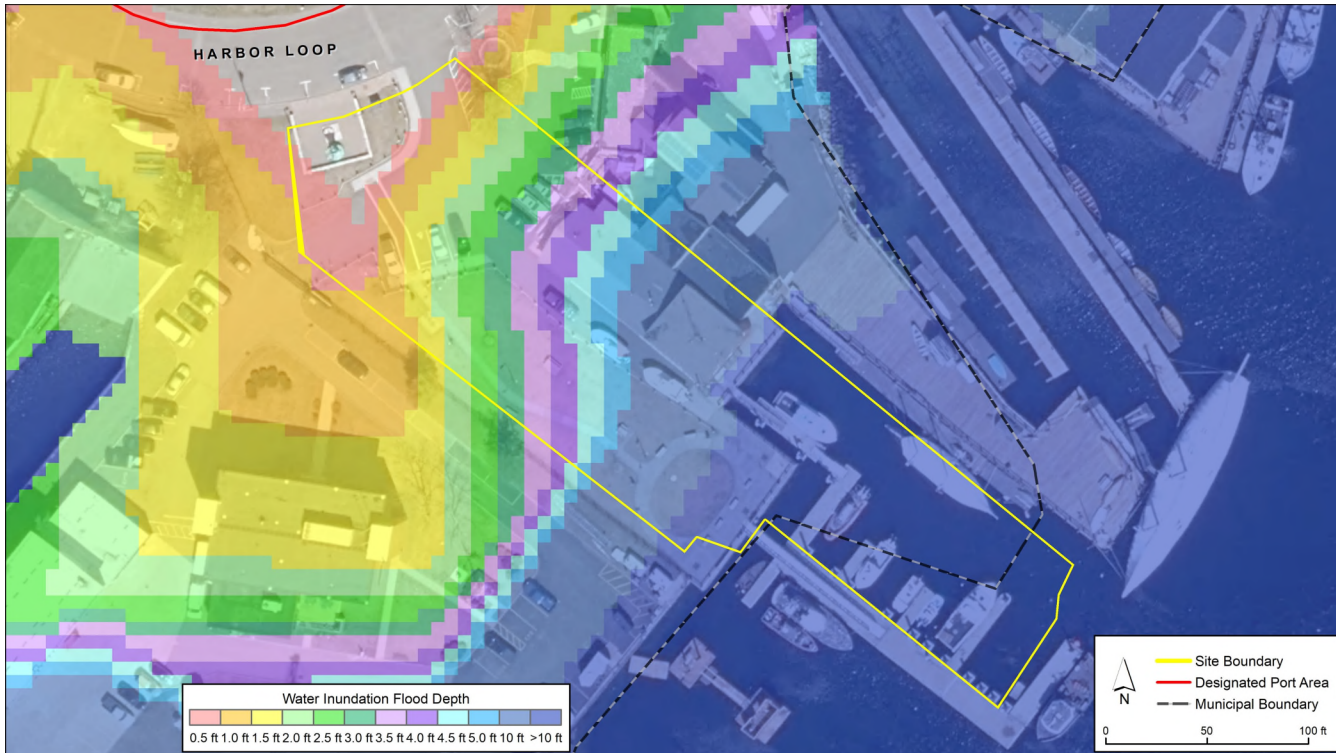 HARBOR LOOP
Water Inundation Flood Depth
0.5 ft 1.0 ft 1.5 ft 2.0 ft 2.5 ft 3.0 ft 3.5 ft 4.0 ft 4.5 ft 5.0 ft 10 ft >10 ft
N
Site Boundary
Designated Port Area
Municipal Boundary
0 50 100 ft